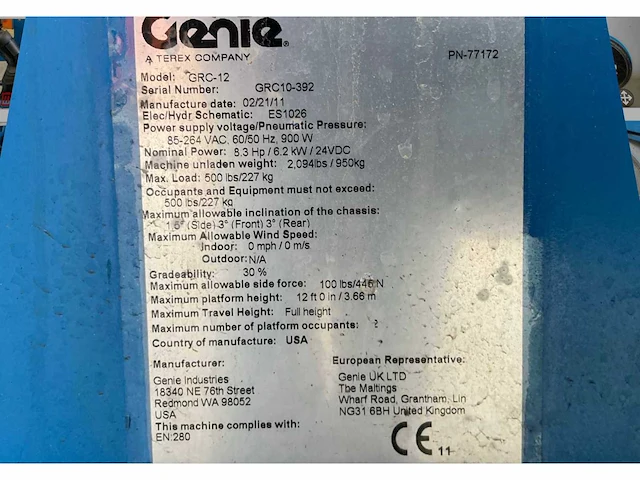 Genie
A TEREX COMPANY PN-77172
Model: GRC-12
Serial Number: GRC10-392
Manufacture date: 02/21/11
Elec/Hydr Schematic: ES1026
Power supply voltage/Pneumatic Pressure:
85-264 VAC, 60/50 Hz, 900 W
Nominal Power: 8.3 Hp / 6.2 kW / 24VDC
Machine unladen weight: 2,094lbs / 950kg
Max. Load: 500 lbs/227 kg
Occupants and Equipment must not exceed:
500 lbs/227 kg
Maximum allowable inclination of the chassis:
1.5° (Side) 3° (Front) 3° (Rear)
Maximum Allowable Wind Speed:
Indoor: 0 mph / 0 m/s
Outdoor: N/A
Gradeability: 30 %
Maximum allowable side force: 100 lbs/445 N
Maximum platform height: 12 ft 0 in / 3.66 m
Maximum Travel Height: Full height
Maximum number of platform occupants:
Country of manufacture: USA
Manufacturer: European Representative:
Genie Industries Genie UK LTD
18340 NE 76th Street The Maltings
Redmond WA 98052 Wharf Road, Grantham, Lin
USA NG31 6BH United Kingdom
This machine complies with:
EN:280 CE 11